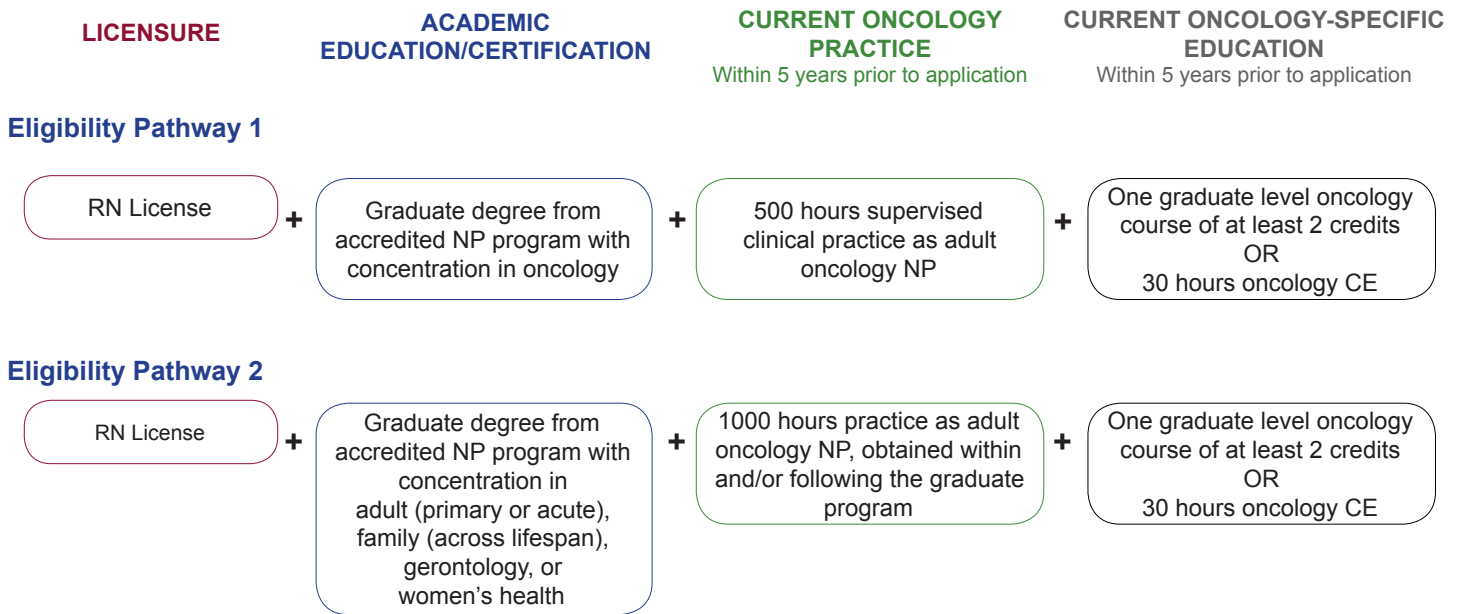 LICENSURE
ACADEMIC
EDUCATION/CERTIFICATION
CURRENT ONCOLOGY
PRACTICE
Within 5 years prior to application
CURRENT ONCOLOGY-SPECIFIC
EDUCATION
Within 5 years prior to application
Eligibility Pathway 1
RN License
+
Graduate degree from
accredited NP program with
concentration in oncology
+
500 hours supervised
clinical practice as adult
oncology NP
+
One graduate level oncology
course of at least 2 credits
OR
30 hours oncology CE
Eligibility Pathway 2
RN License
+
Graduate degree from
accredited NP program with
concentration in
adult (primary or acute),
family (across lifespan),
gerontology, or
women’s health
+
1000 hours practice as adult
oncology NP, obtained within
and/or following the graduate
program
+
One graduate level oncology
course of at least 2 credits
OR
30 hours oncology CE